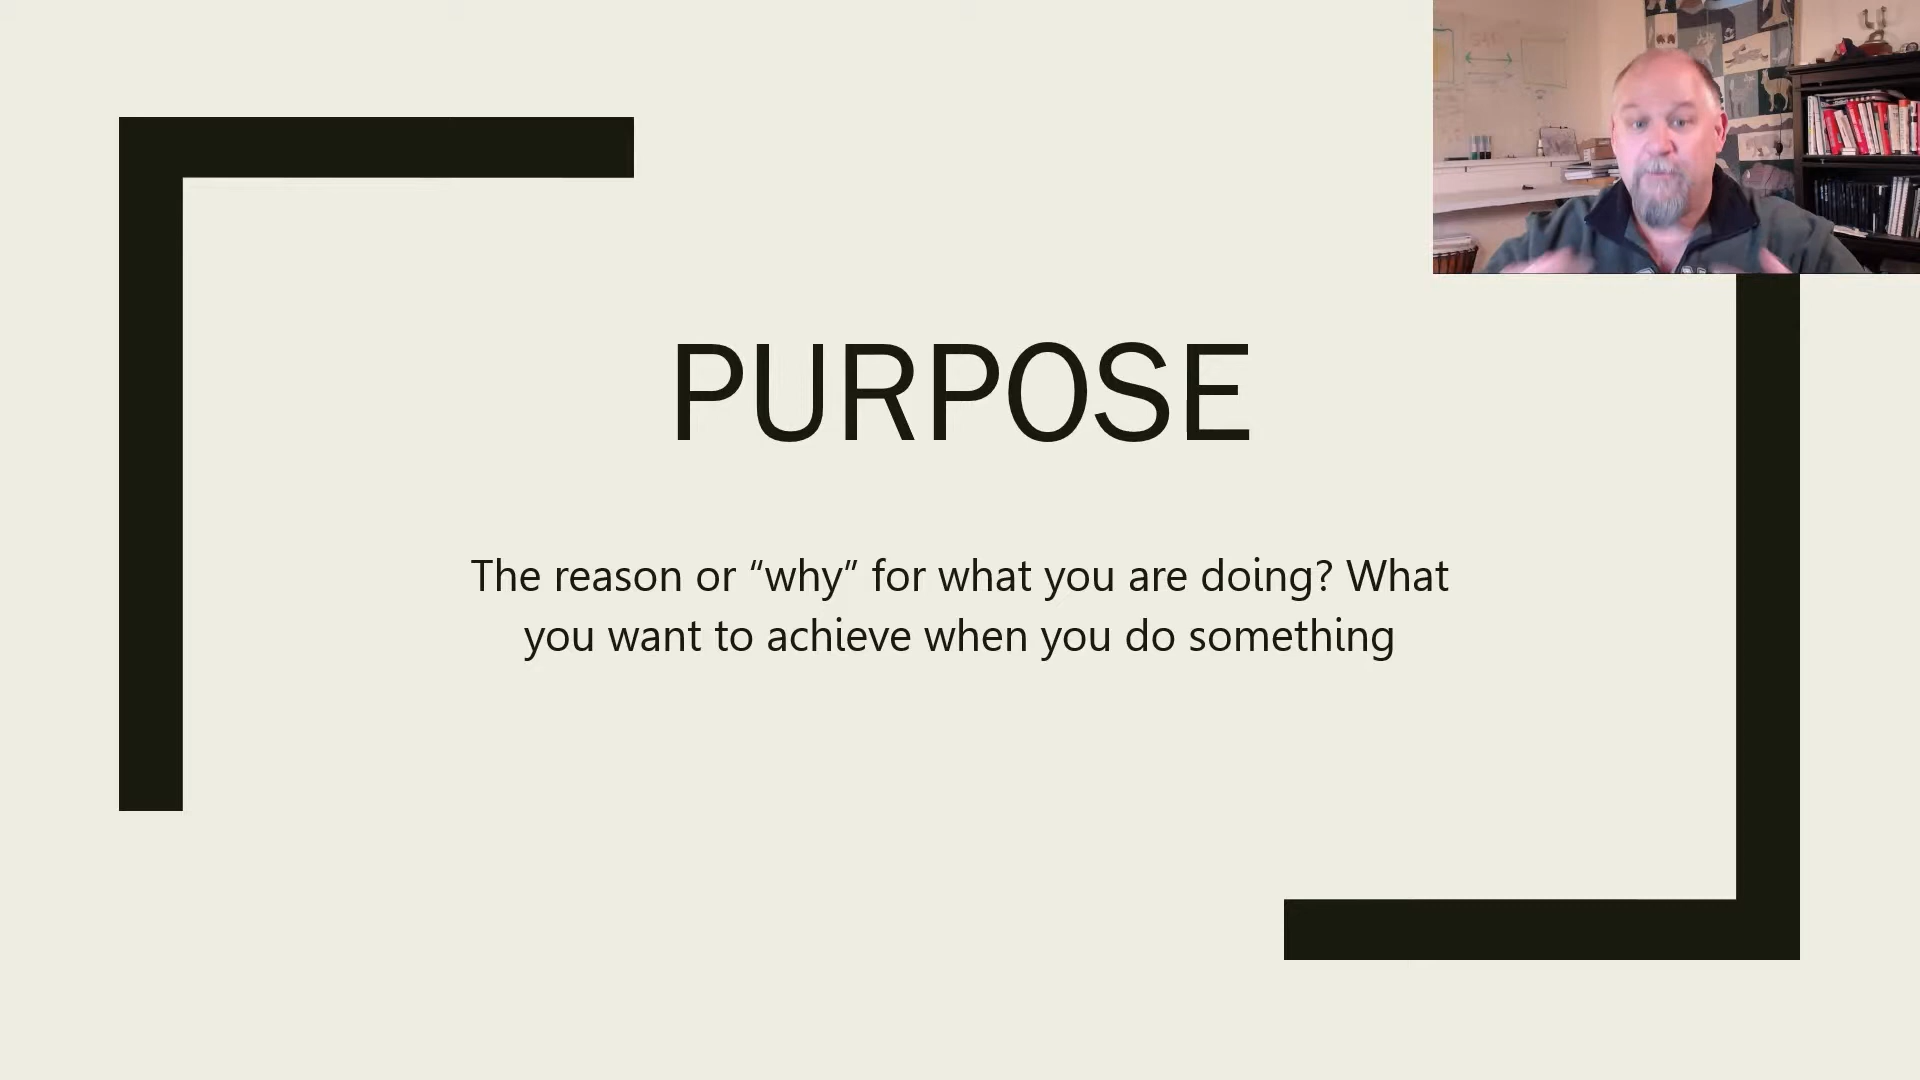 PURPOSE
The reason or “why” for what you are doing? What
you want to achieve when you do something